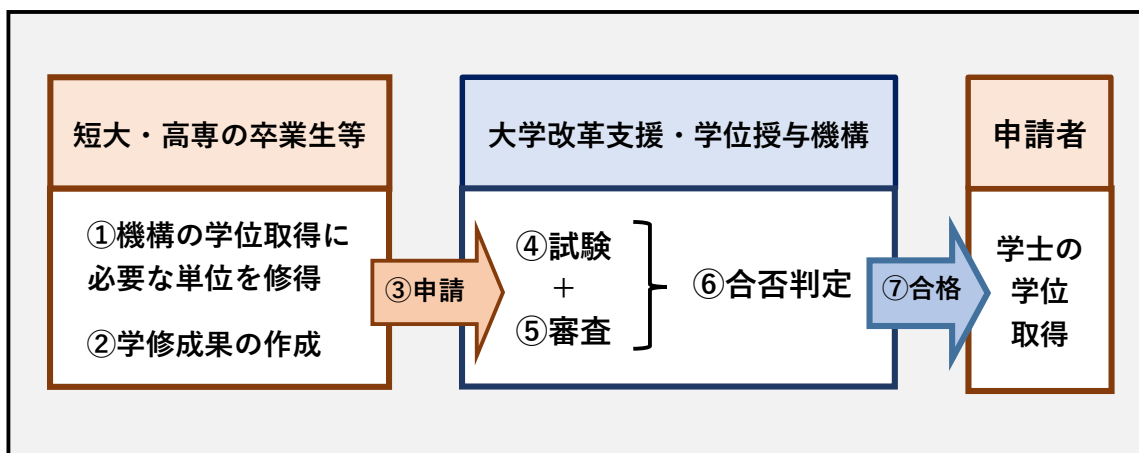 短大・高専の卒業生等
①機構の学位取得に
必要な単位を修得
②学修成果の作成
③申請
大学改革支援・学位授与機構
④試験
+
⑤審査
⑥合否判定
⑦合格
申請者
学士の
学位
取得